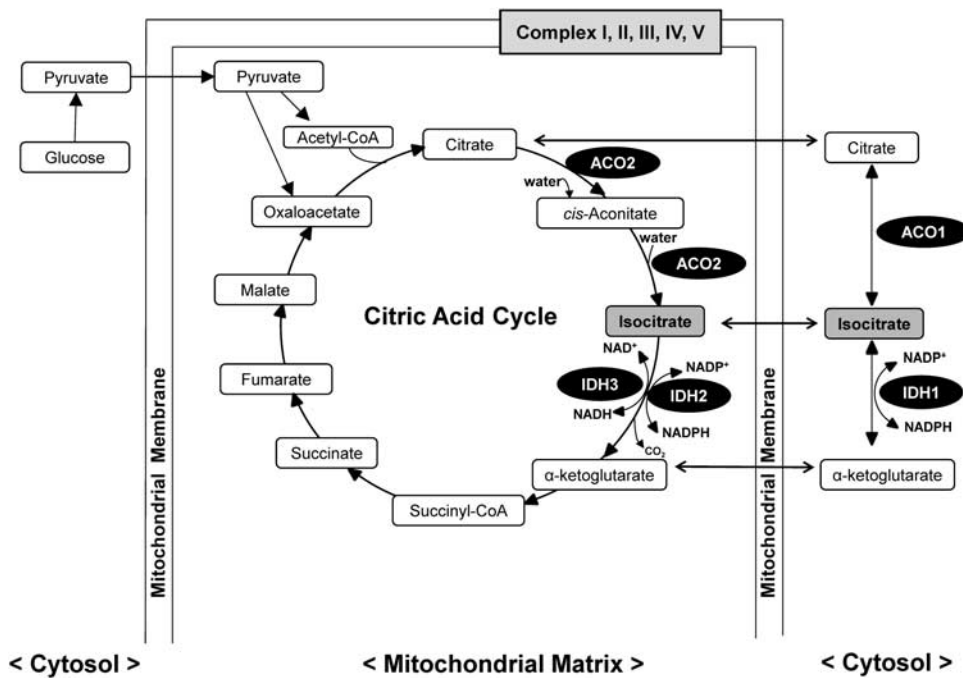 Complex I, II, III, IV, V
Pyruvate
Pyruvate
Acetyl-CoA
Glucose
Citrate
Citrate
ACO2
water
Oxaloacetate
cis-Aconitate
water
ACO1
ACO2
Malate
Citric Acid Cycle
Isocitrate
Isocitrate
NAD⁺
NADP⁺
NADP⁺
Fumarate
IDH3
IDH2
IDH1
NADH
NADPH
NADPH
CO₂
Succinate
α-ketoglutarate
α-ketoglutarate
Succinyl-CoA
Mitochondrial Membrane
Mitochondrial Membrane
< Cytosol >
< Mitochondrial Matrix >
< Cytosol >